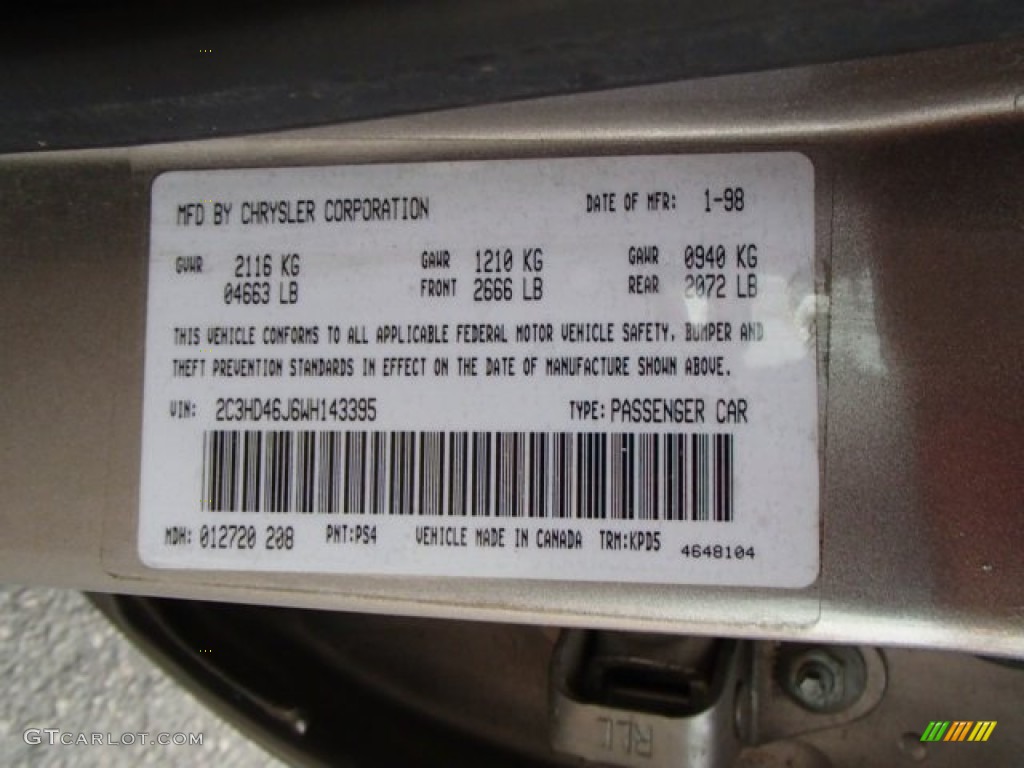 MFD BY CHRYSLER CORPORATION DATE OF MFR: 1-98
GVWR 2116 KG GAWR 1210 KG GAWR 0940 KG
04663 LB FRONT 2666 LB REAR 2072 LB
THIS VEHICLE CONFORMS TO ALL APPLICABLE FEDERAL MOTOR VEHICLE SAFETY, BUMPER AND
THEFT PREVENTION STANDARDS IN EFFECT ON THE DATE OF MANUFACTURE SHOWN ABOVE.
VIN: 2C3HD46J6WH143395 TYPE: PASSENGER CAR
MDH: 012720 208 PNT:PS4 VEHICLE MADE IN CANADA TRM:KPD5 4648104
RLL
GTCARLOT.COM